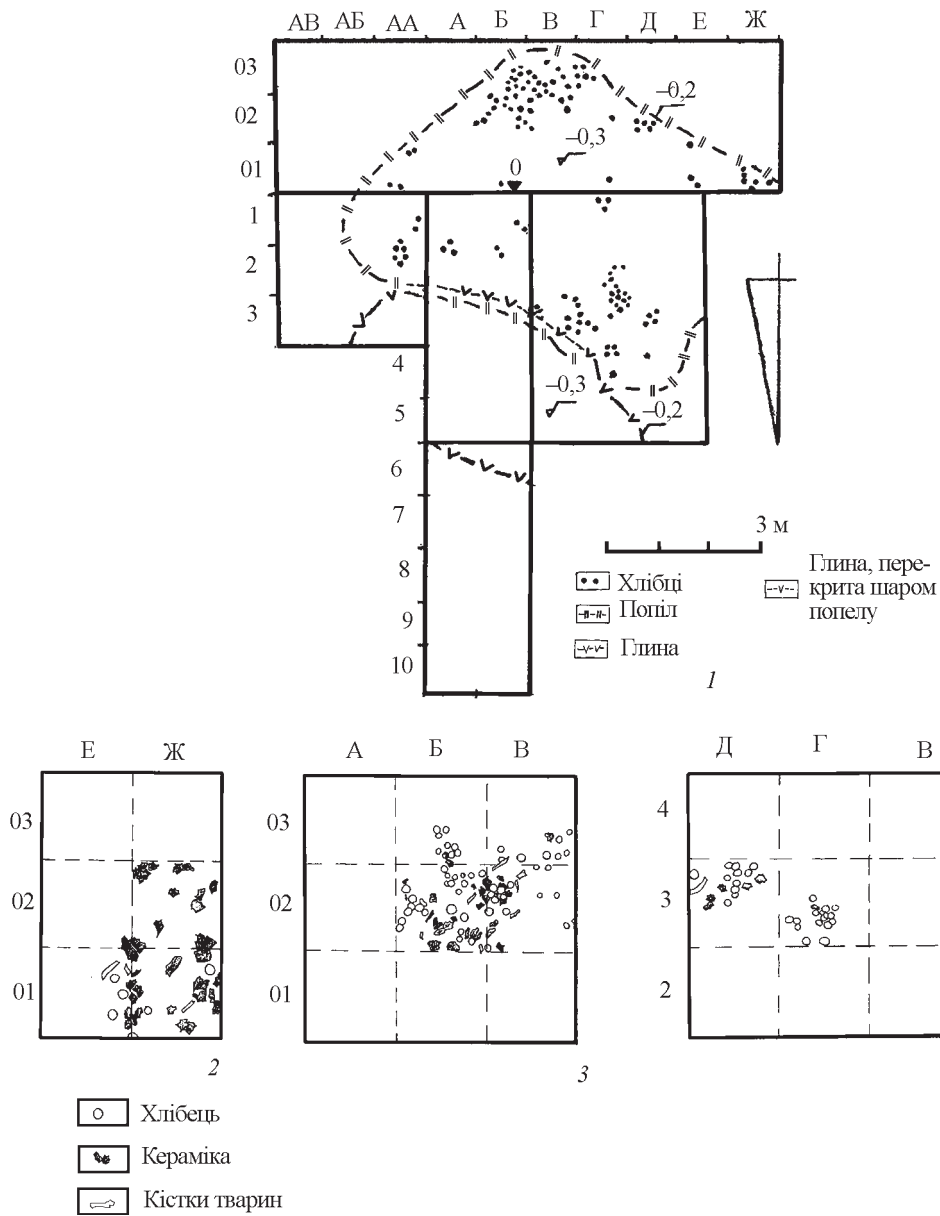 АВ АБ АА А Б В Г Д Е Ж
03
02
01
1
2
3
4
5
6
7
8
9
10
–0,2
–0,3
0
–0,3
–0,2
3 м
Хлібці
Попіл
Глина
Глина, пере-
крита шаром
попелу
1
Е Ж
03
02
01
2
А Б В
03
02
01
3
Д Г В
4
3
2
Хлібець
Кераміка
Кістки тварин